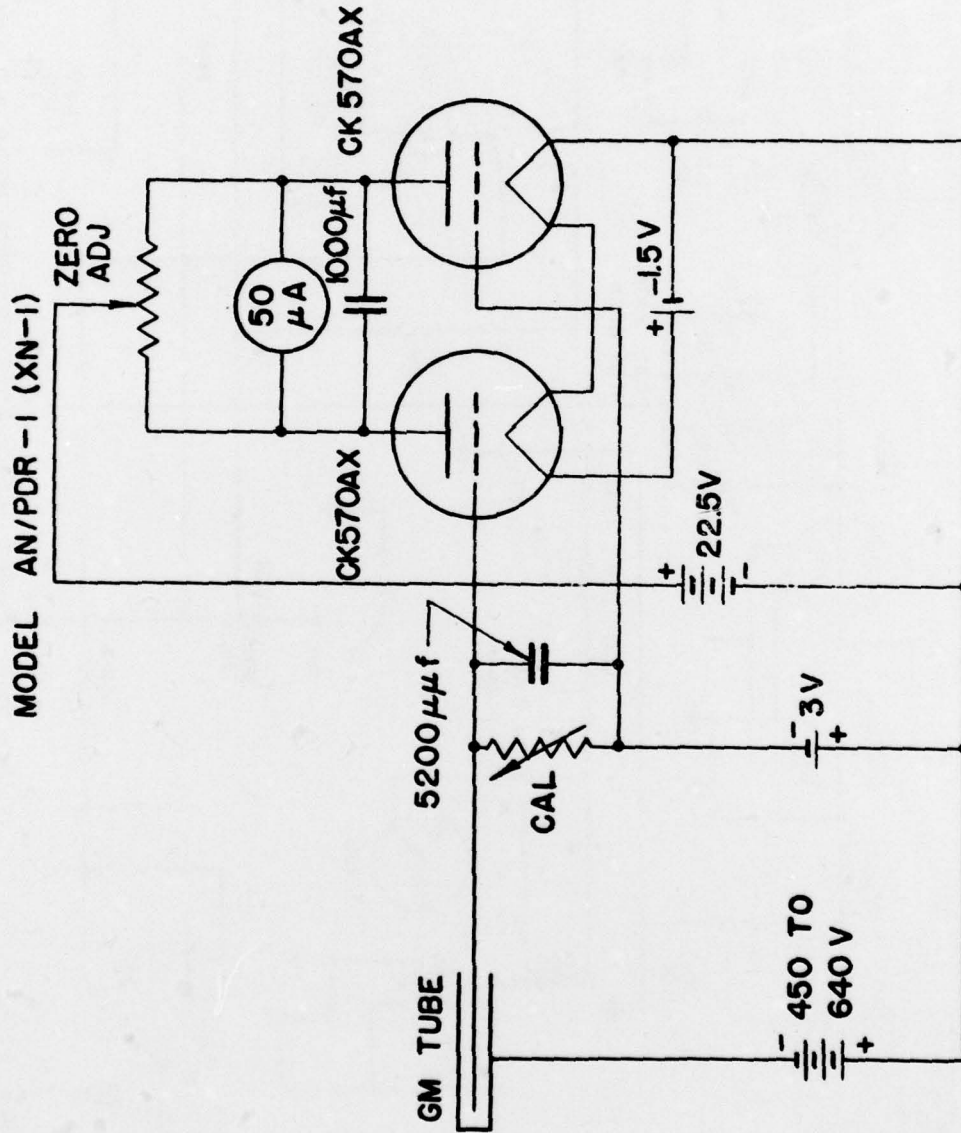 MODEL AN/PDR-1 (XN-1)
ZERO
ADJ
50
μA
1000μf
CK570AX
CK570AX
5200μμf
CAL
GM TUBE
+ -1.5V
+
22.5V
-
-
3V
+
-
450 TO
640 V
+